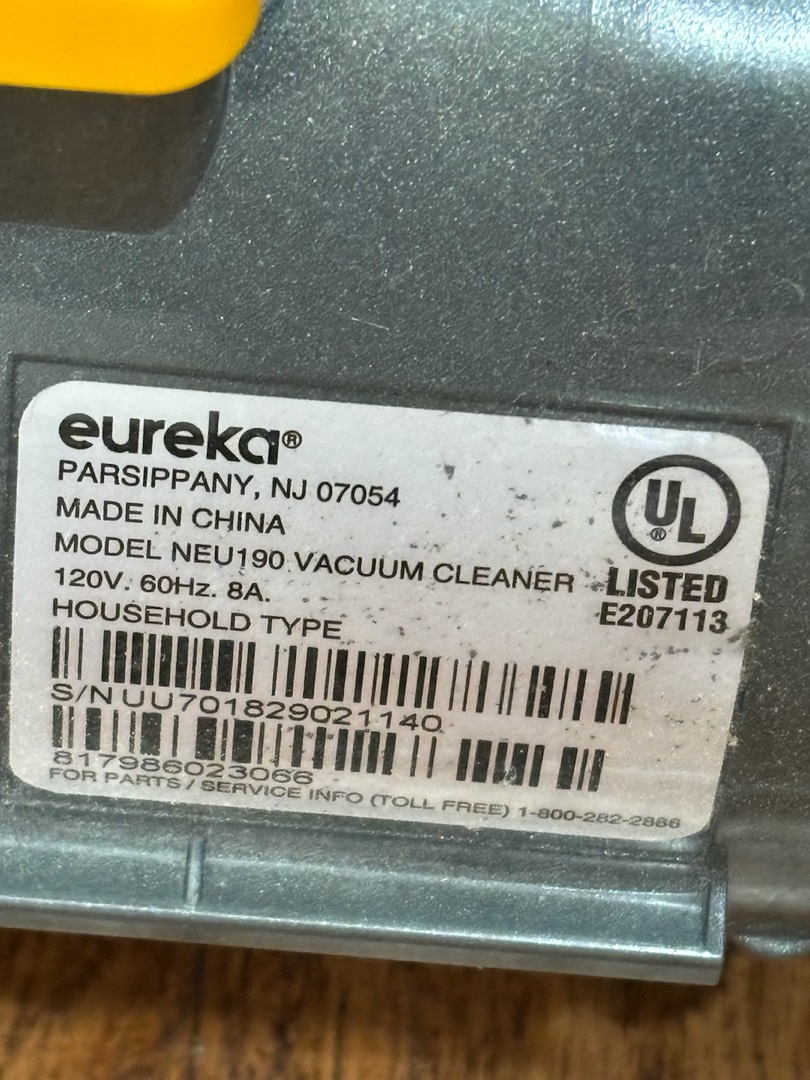 eureka®
PARSIPPANY, NJ 07054
MADE IN CHINA
MODEL NEU190 VACUUM CLEANER
120V. 60Hz. 8A.
HOUSEHOLD TYPE
UL®
LISTED
E207113
S/N UU701829021140
817986023066
FOR PARTS / SERVICE INFO (TOLL FREE) 1-800-282-2886